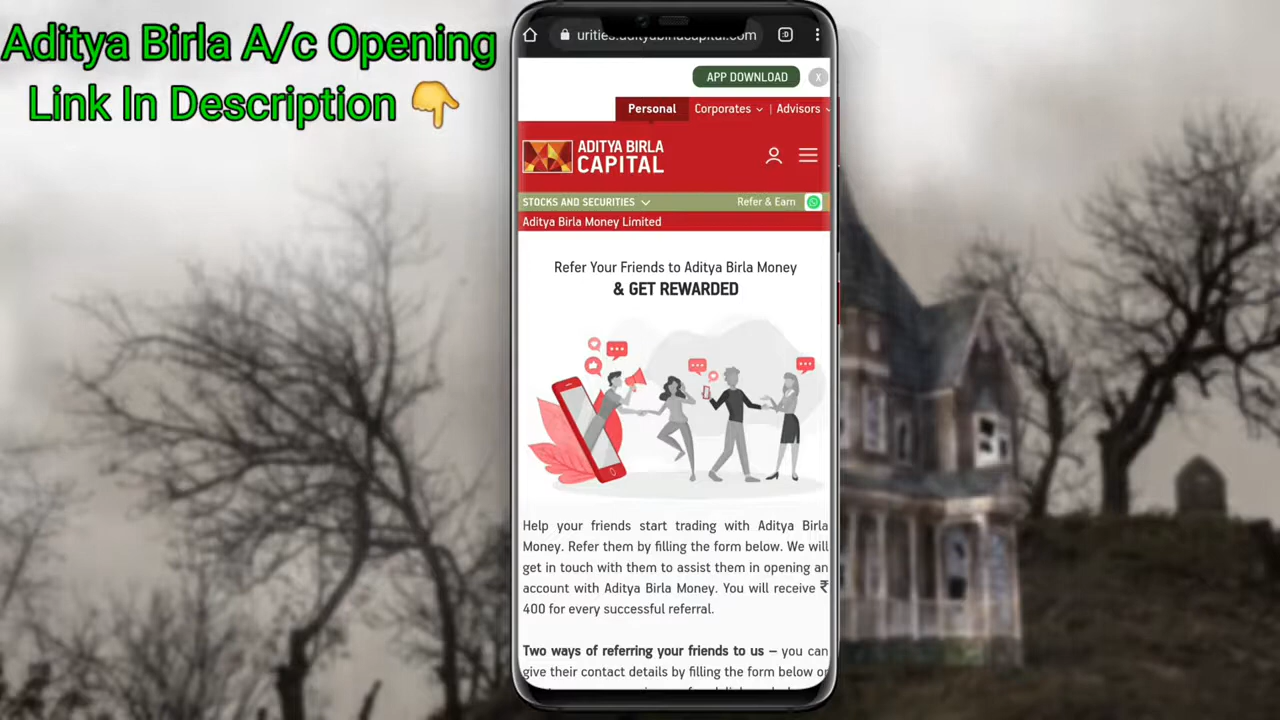 Aditya Birla A/c Opening
Link In Description 👇
APP DOWNLOAD X
Personal Corporates | Advisors
ADITYA BIRLA
CAPITAL
STOCKS AND SECURITIES Refer & Earn
Aditya Birla Money Limited
Refer Your Friends to Aditya Birla Money
& GET REWARDED
Help your friends start trading with Aditya Birla
Money. Refer them by filling the form below. We will
get in touch with them to assist them in opening an
account with Aditya Birla Money. You will receive ₹
400 for every successful referral.
Two ways of referring your friends to us – you can
give their contact details by filling the form below or